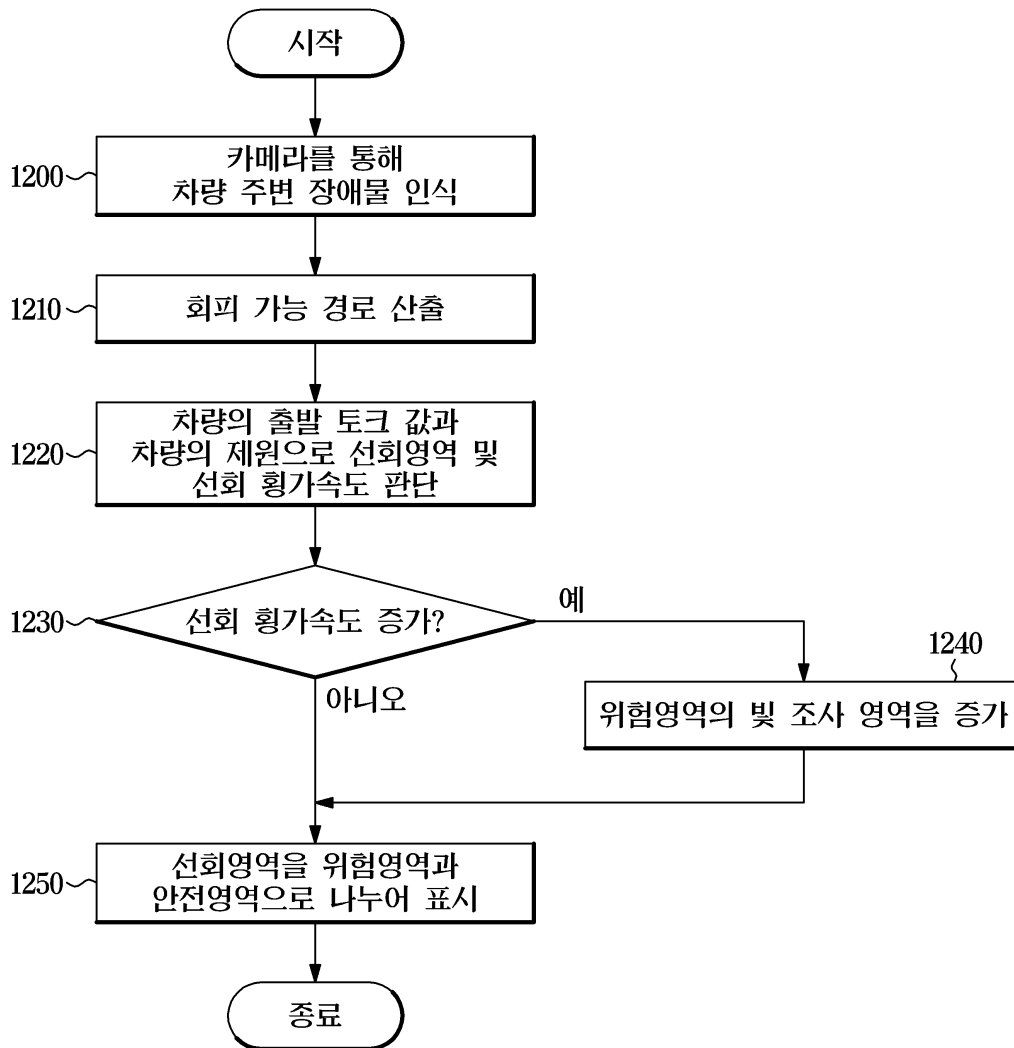 시작
1200
카메라를 통해
차량 주변 장애물 인식
1210
회피 가능 경로 산출
1220
차량의 출발 토크 값과
차량의 제원으로 선회영역 및
선회 횡가속도 판단
1230
선회 횡가속도 증가?
예
아니오
1240
위험영역의 빛 조사 영역을 증가
1250
선회영역을 위험영역과
안전영역으로 나누어 표시
종료